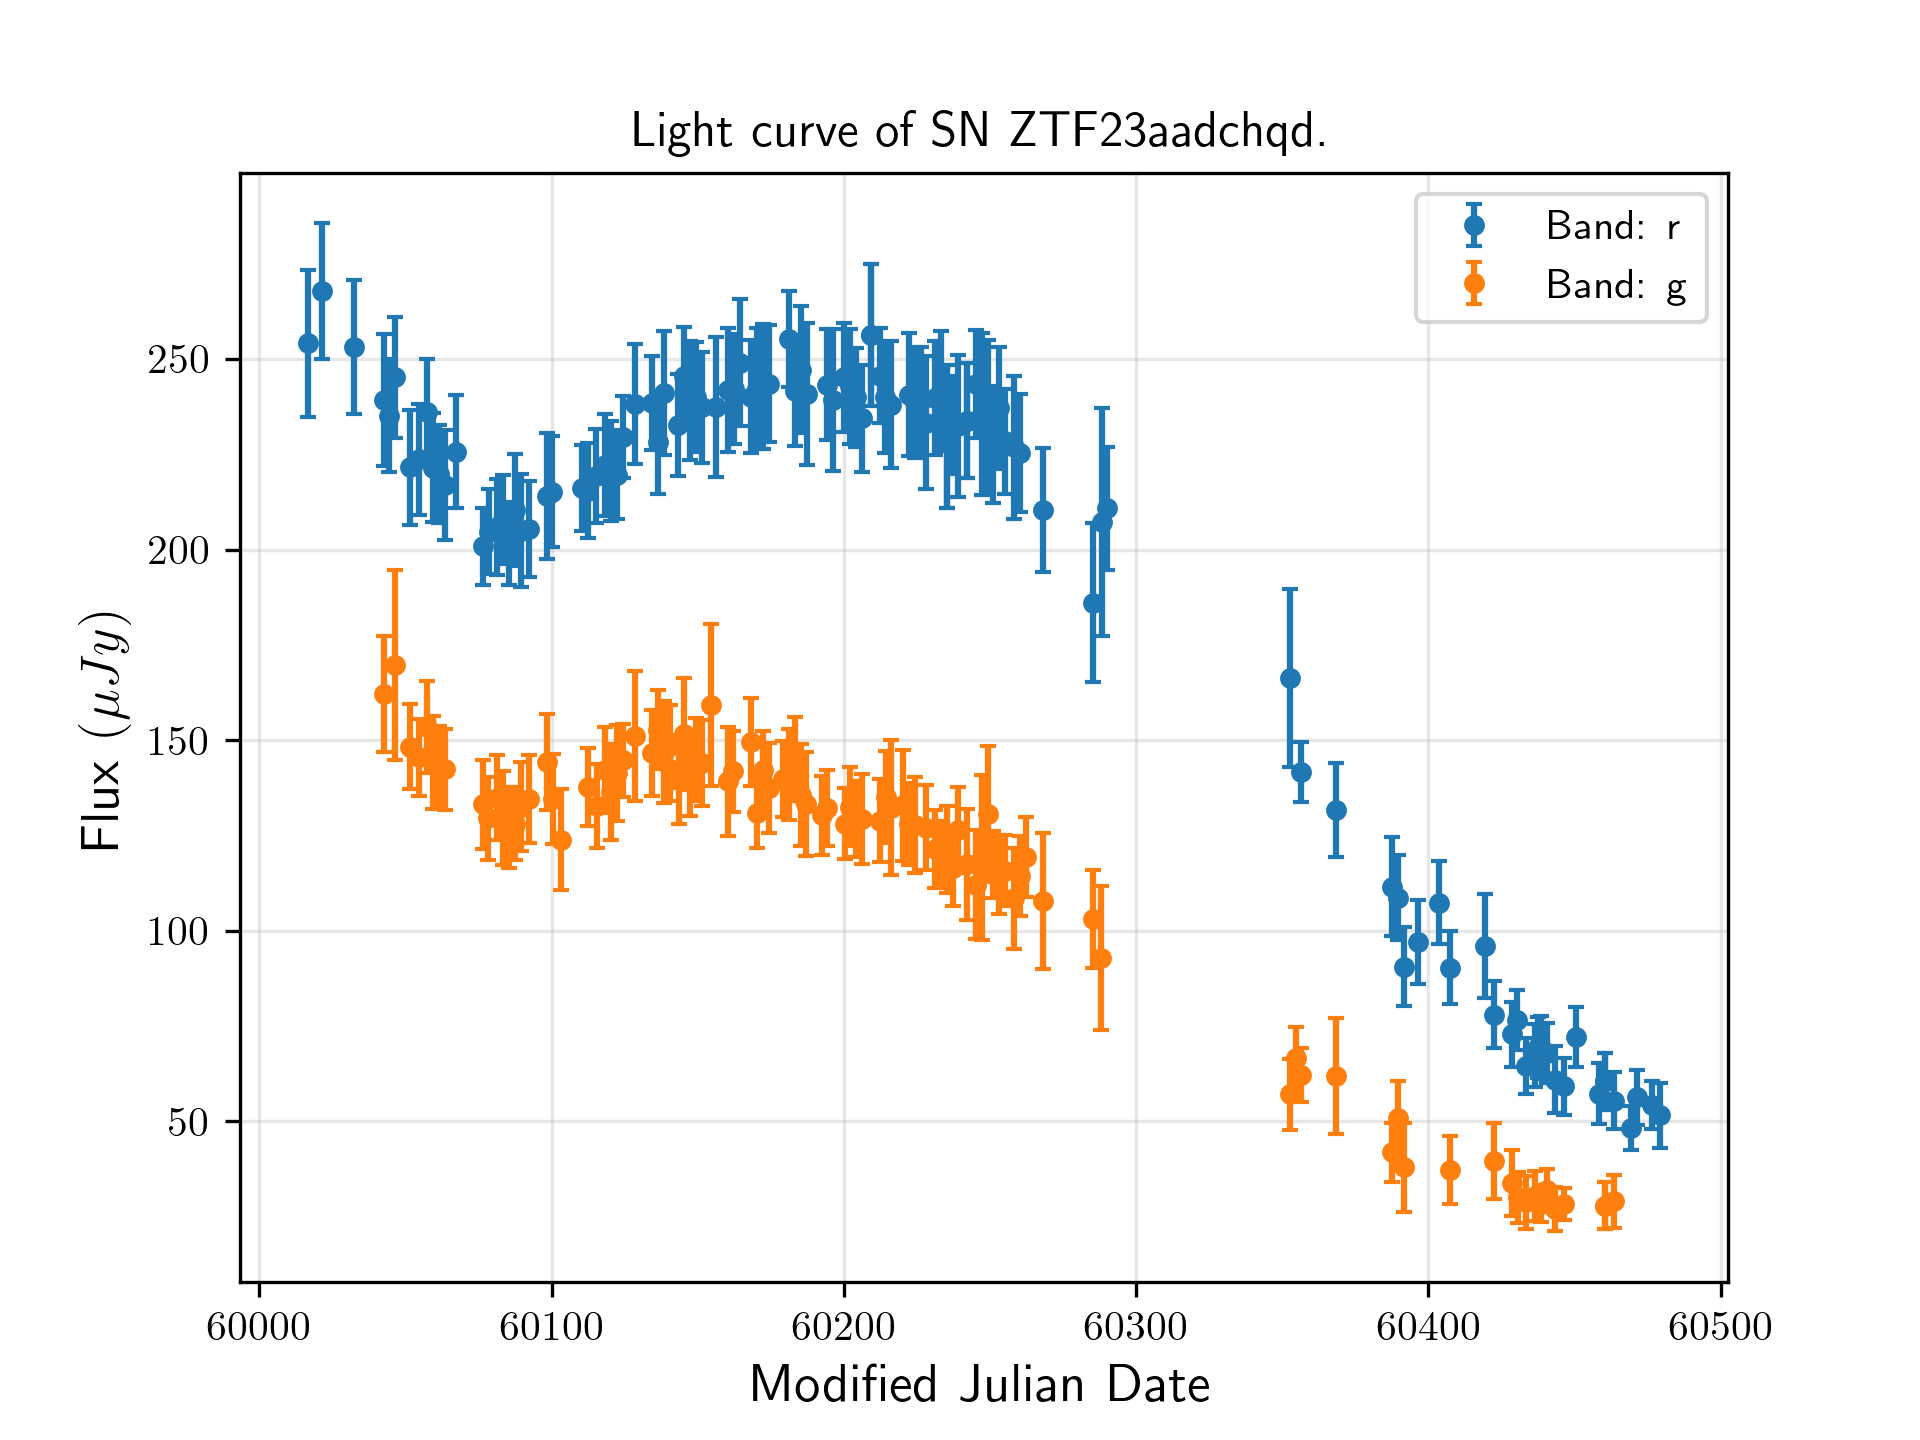 Light curve of SN ZTF23aadchqd.
Band: r
Band: g
Flux (μJy)
250
200
150
100
50
60000 60100 60200 60300 60400 60500
Modified Julian Date